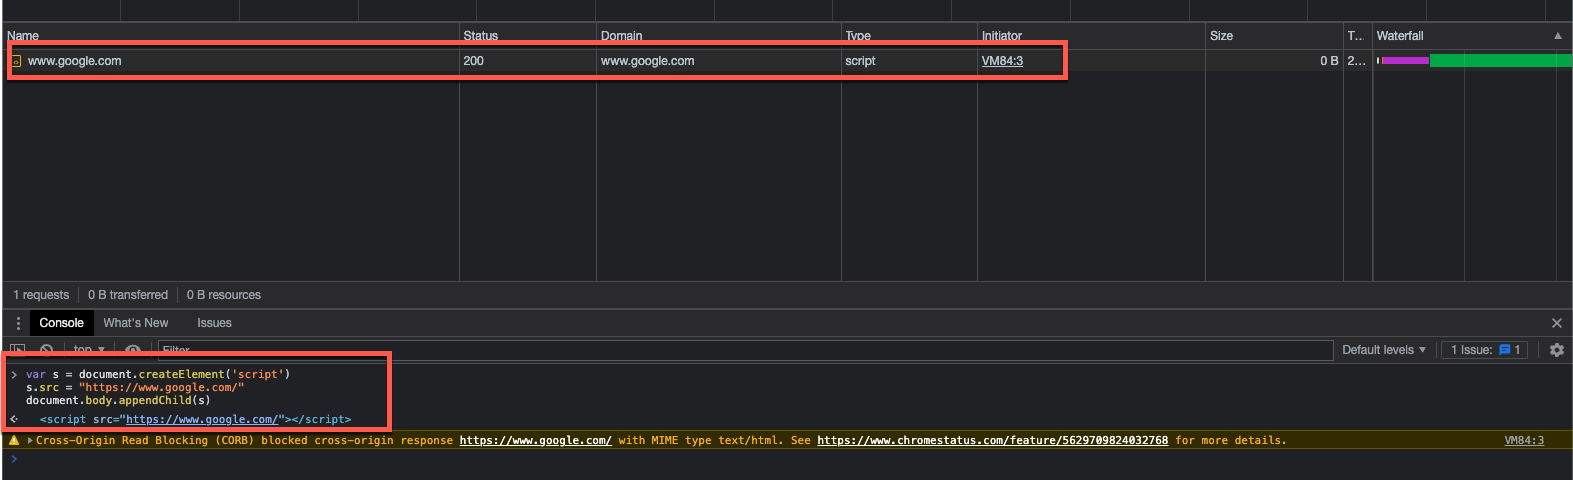 Name Status Domain Type Initiator Size T... Waterfall
www.google.com 200 www.google.com script VM84:3 0 B 2...
1 requests 0 B transferred 0 B resources
Console What's New Issues
top Filter Default levels 1 Issue: 1
var s = document.createElement('script')
s.src = "https://www.google.com/"
document.body.appendChild(s)
<script src="https://www.google.com/"></script>
Cross-Origin Read Blocking (CORB) blocked cross-origin response https://www.google.com/ with MIME type text/html. See https://www.chromestatus.com/feature/5629709824032768 for more details. VM84:3